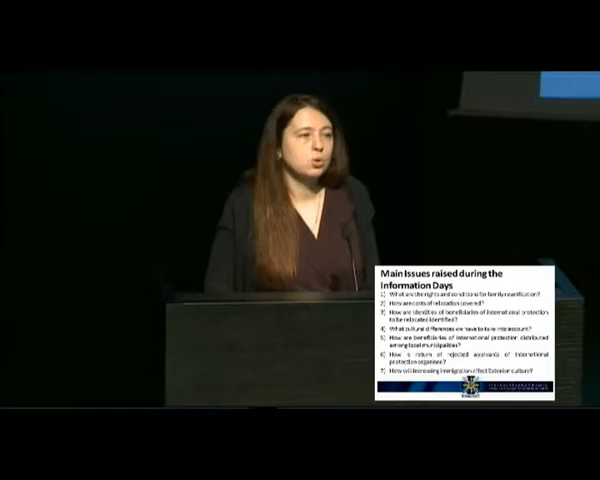 Main Issues raised during the
Information Days
1) What are the rights and conditions for family reunification?
2) How are costs of relocation covered?
3) How are identities of beneficiaries of international protection
to be relocated identified?
4) What cultural differences we have to take into account?
5) How are beneficiaries of international protection distributed
among local municipalities?
6) How is return of rejected applicants of international
protection organised?
7) How will increasing immigration affect Estonian culture?